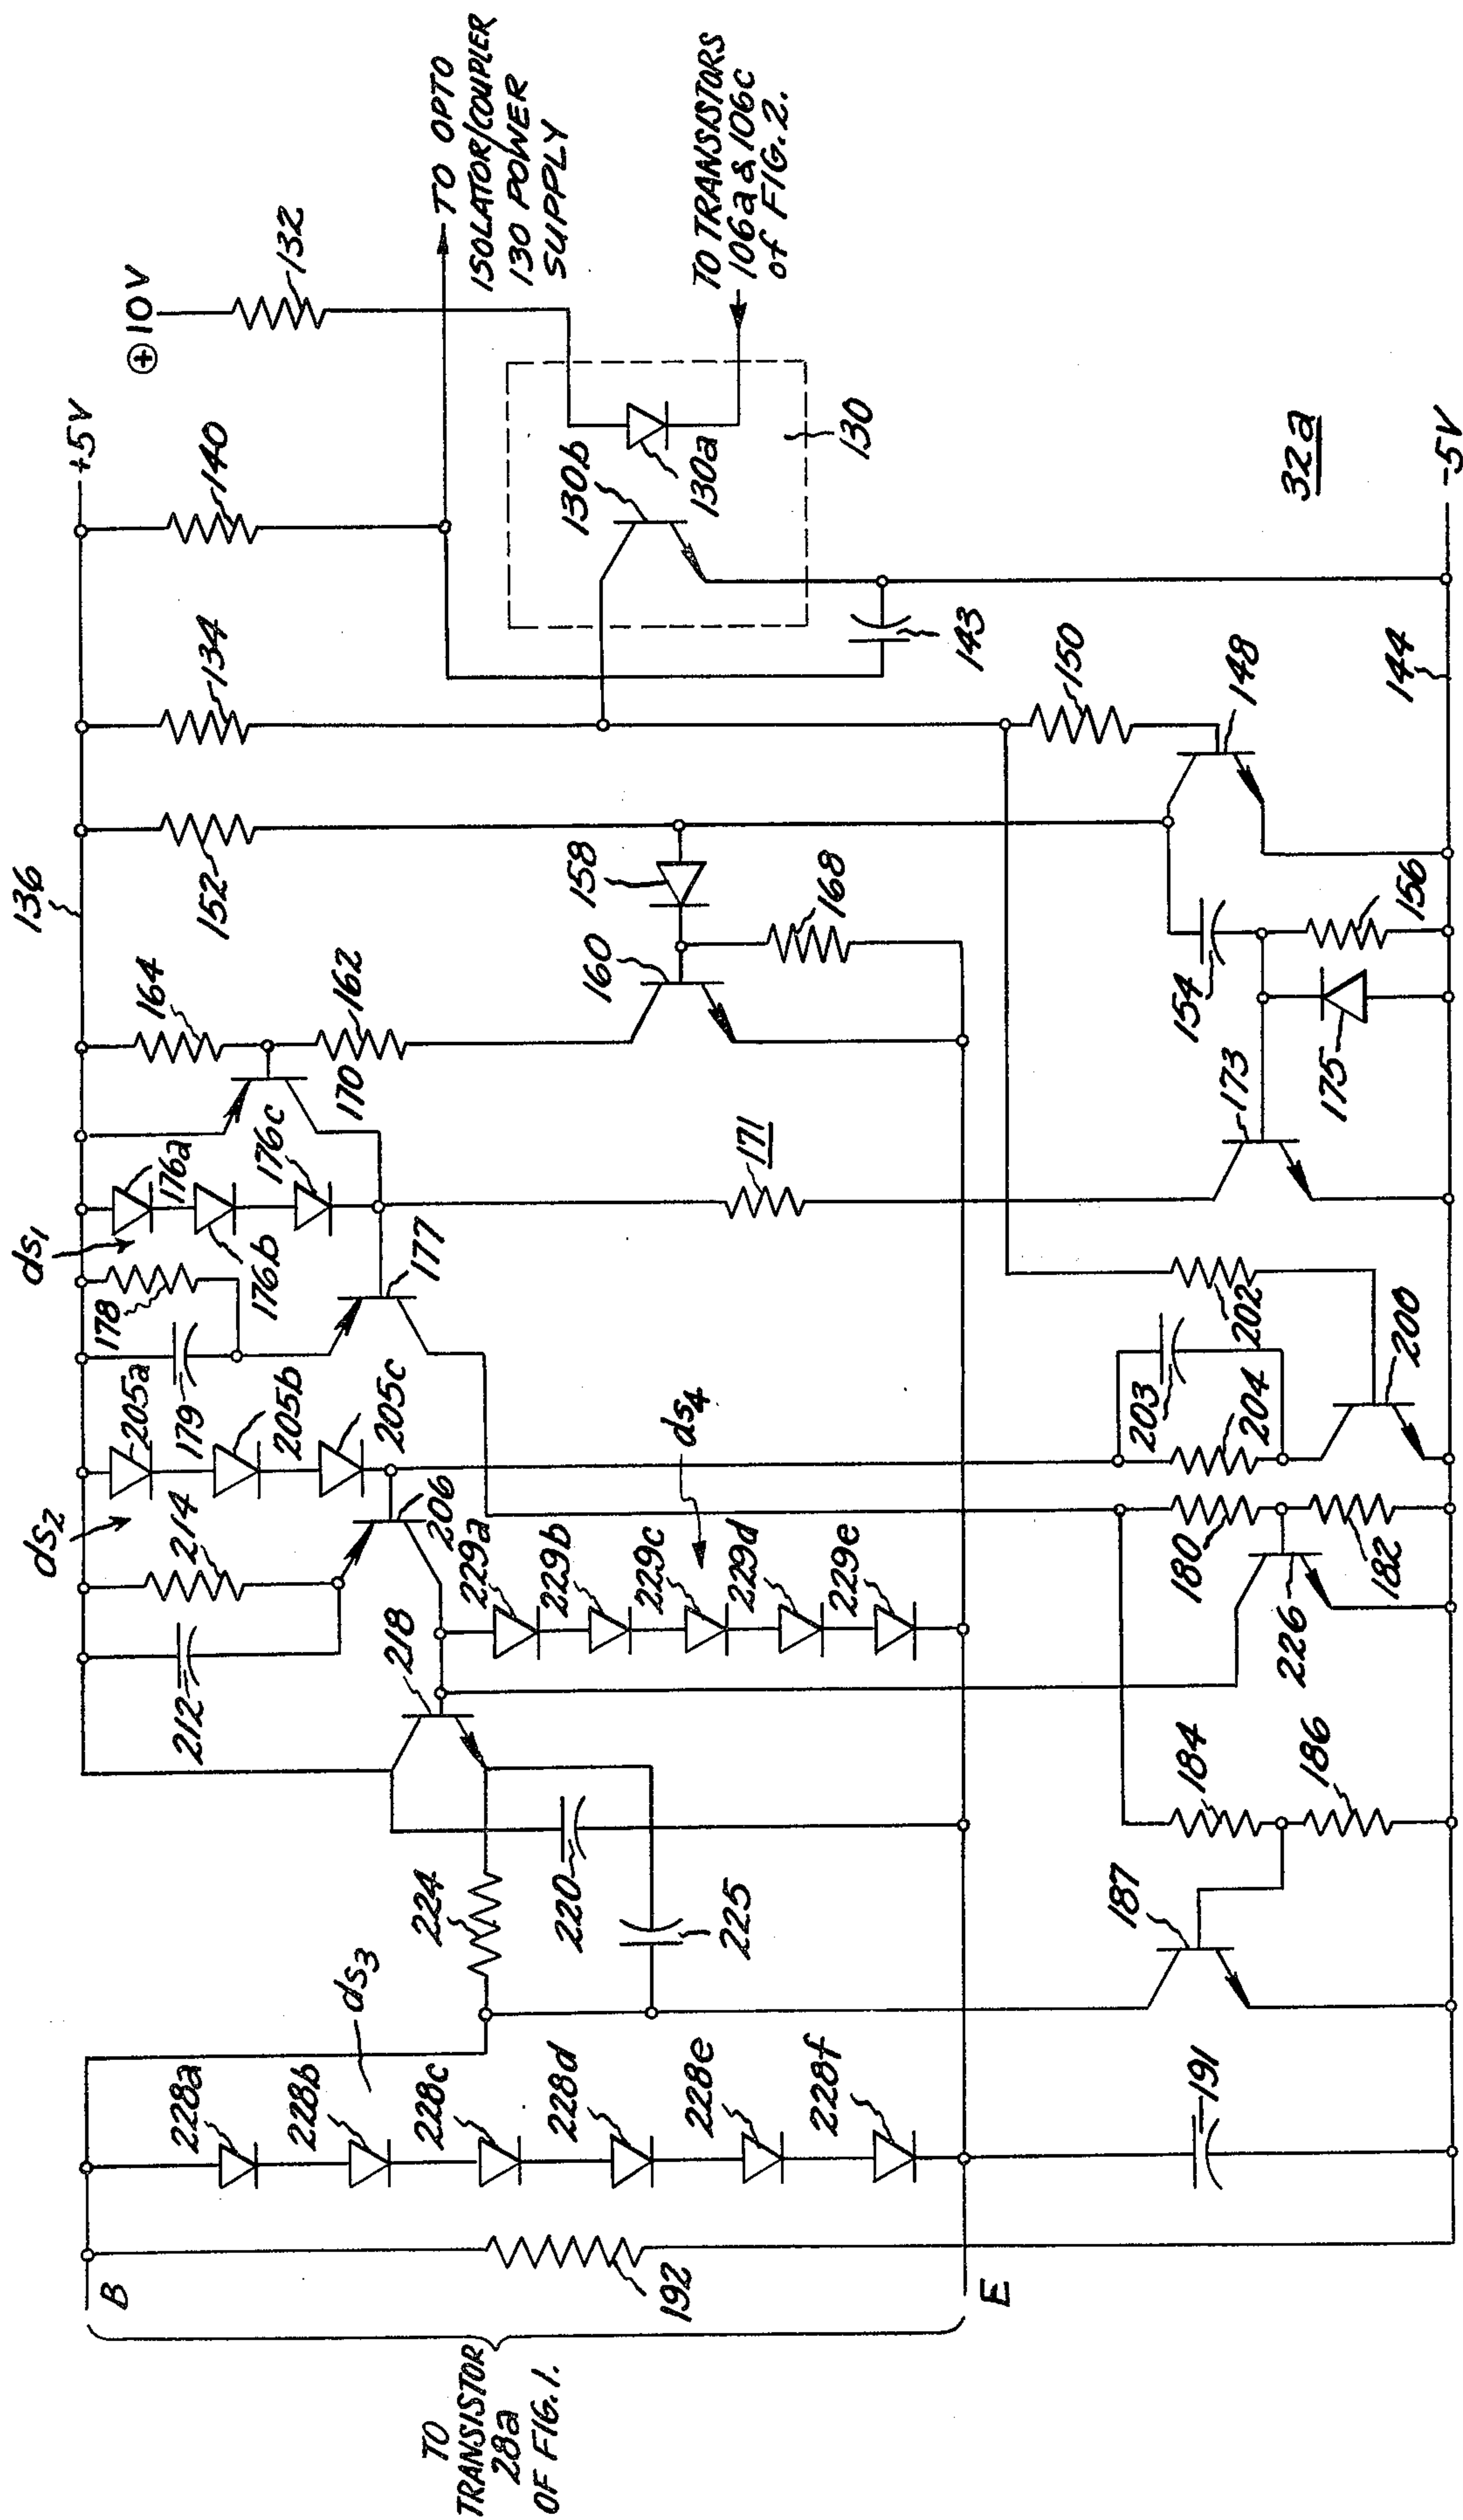 136
+5V
⊕10V
132
TO OPTO
ISOLATOR/COUPLER
130 POWER
SUPPLY
TO TRANSISTORS
106a & 106c
of FIG. 2.
140
134
152
164
162
170
160
158
168
130b
130a
130
143
150
148
144
-5V
32a
ds1
176a
176b
176c
178
179
177
171
173
154
175
156
ds2
205a
205b
205c
214
212
206
218
229a
229b
229c
229d
229e
ds4
203
204
202
200
180
182
226
184
186
187
224
220
225
ds3
228a
228b
228c
228d
228e
228f
191
192
B
E
TO
TRANSISTOR
28a
OF FIG. 1.